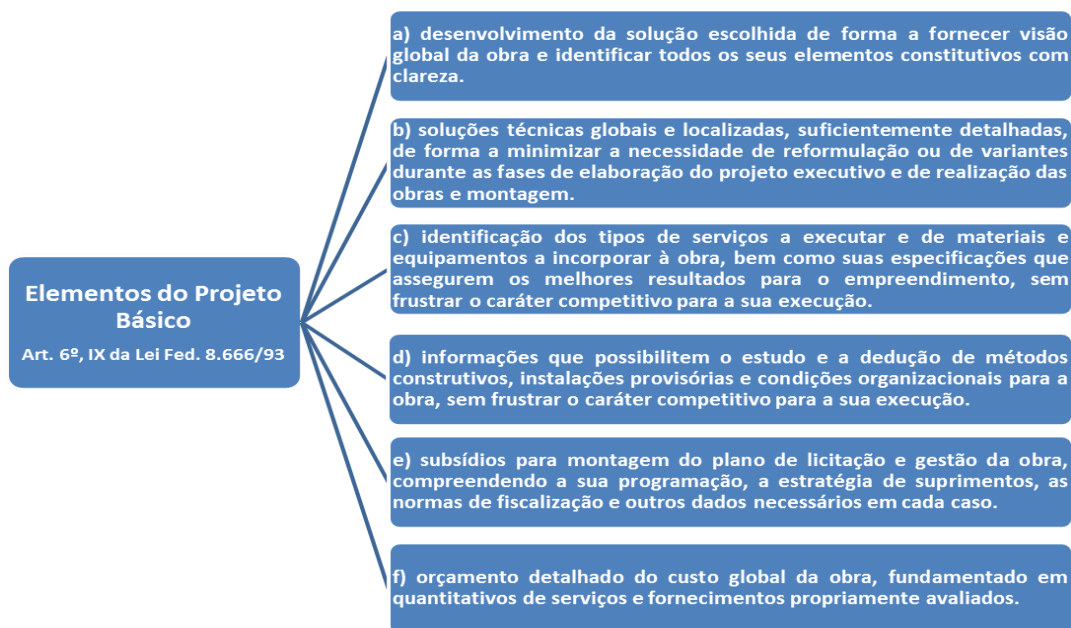 Elementos do Projeto
Básico
Art. 6º, IX da Lei Fed. 8.666/93
a) desenvolvimento da solução escolhida de forma a fornecer visão
global da obra e identificar todos os seus elementos constitutivos com
clareza.
b) soluções técnicas globais e localizadas, suficientemente detalhadas,
de forma a minimizar a necessidade de reformulação ou de variantes
durante as fases de elaboração do projeto executivo e de realização das
obras e montagem.
c) identificação dos tipos de serviços a executar e de materiais e
equipamentos a incorporar à obra, bem como suas especificações que
assegurem os melhores resultados para o empreendimento, sem
frustrar o caráter competitivo para a sua execução.
d) informações que possibilitem o estudo e a dedução de métodos
construtivos, instalações provisórias e condições organizacionais para a
obra, sem frustrar o caráter competitivo para a sua execução.
e) subsídios para montagem do plano de licitação e gestão da obra,
compreendendo a sua programação, a estratégia de suprimentos, as
normas de fiscalização e outros dados necessários em cada caso.
f) orçamento detalhado do custo global da obra, fundamentado em
quantitativos de serviços e fornecimentos propriamente avaliados.